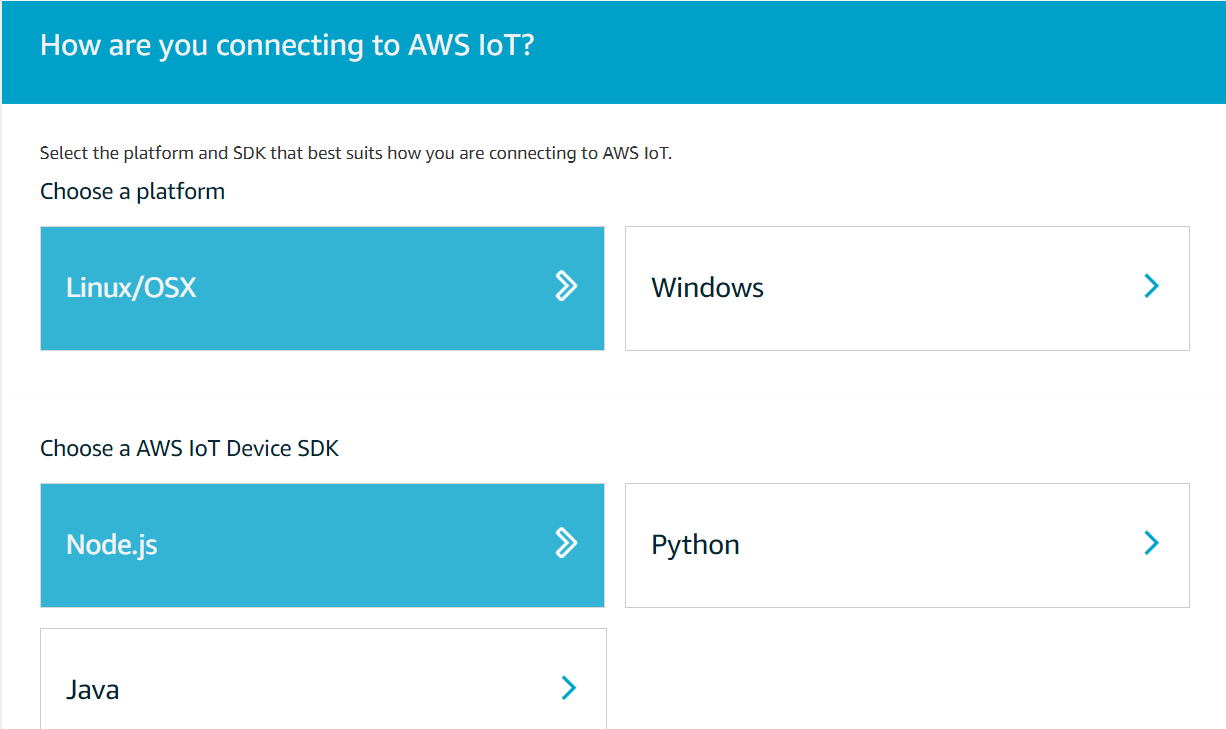 How are you connecting to AWS IoT?
Select the platform and SDK that best suits how you are connecting to AWS IoT.
Choose a platform
Linux/OSX
Windows
Choose a AWS IoT Device SDK
Node.js
Python
Java